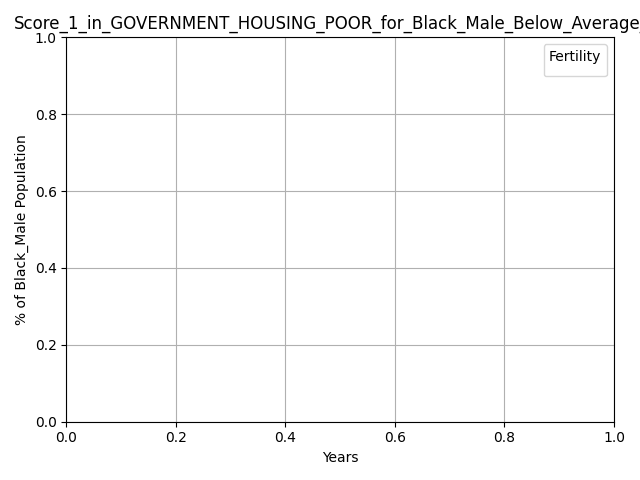 Score_1_in_GOVERNMENT_HOUSING_POOR_for_Black_Male_Below_Average_
Fertility
1.0
0.8
0.6
0.4
0.2
0.0
% of Black_Male Population
0.0 0.2 0.4 0.6 0.8 1.0
Years